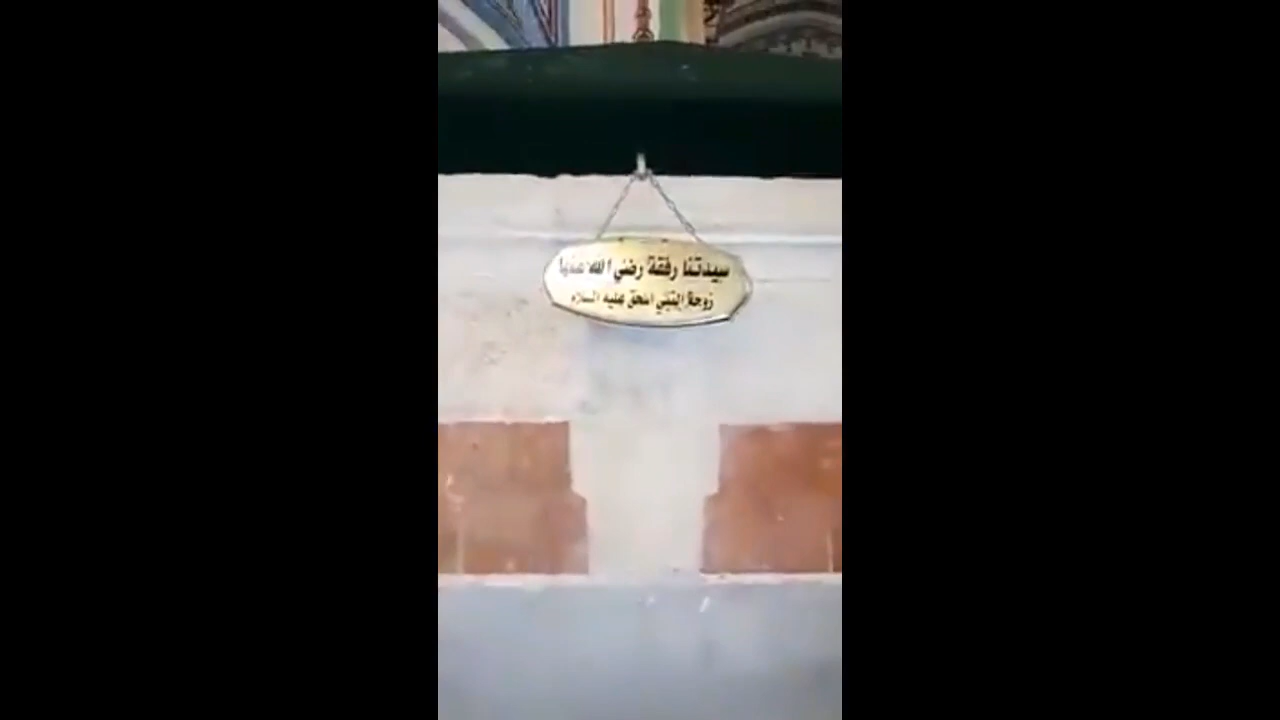 سيدتنا رفقة رضي الله عنها
زوجة النبي اسحق عليه السلام